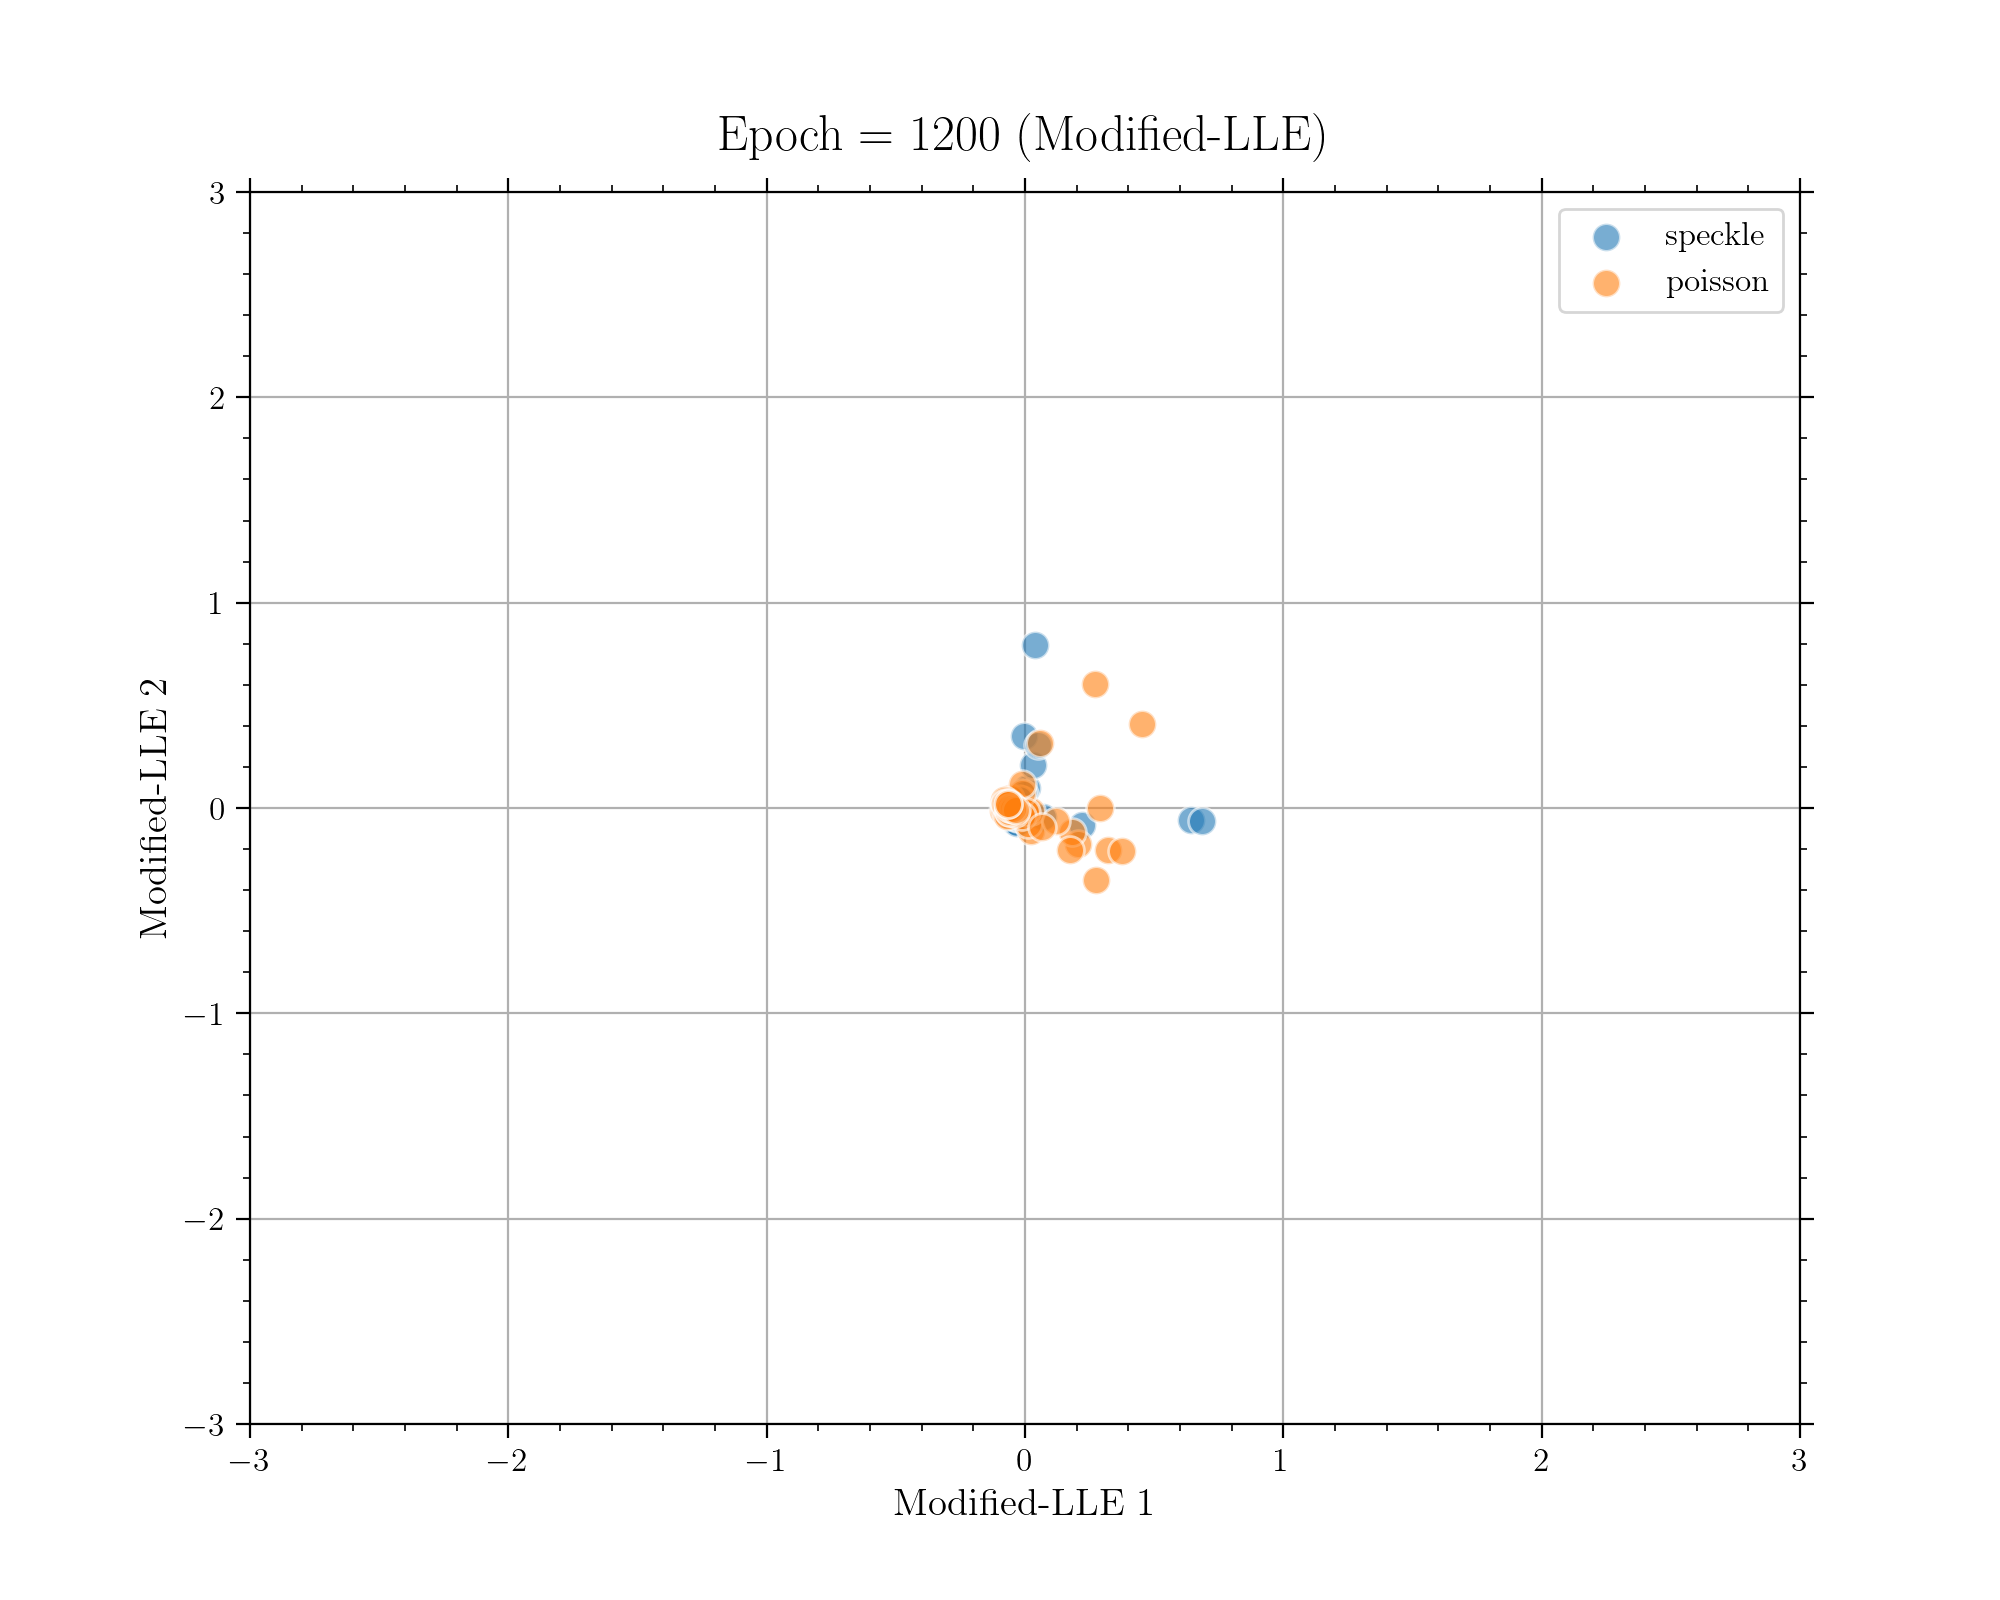 Epoch = 1200 (Modified-LLE)
speckle
poisson
3
2
1
0
−1
−2
−3
Modified-LLE 2
−3 −2 −1 0 1 2 3
Modified-LLE 1